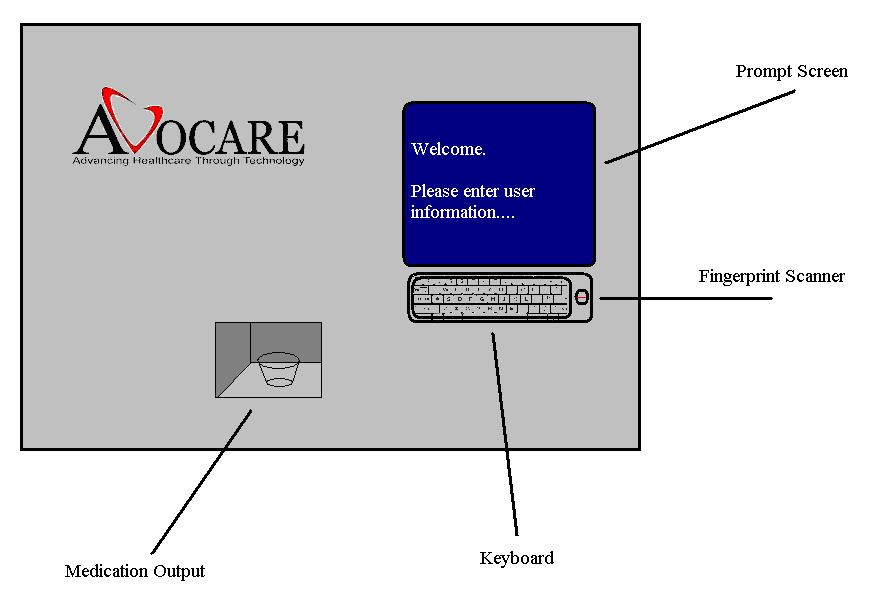 Prompt Screen
AVOCARE
Advancing Healthcare Through Technology
Welcome.
Please enter user
information....
Fingerprint Scanner
Keyboard
Medication Output